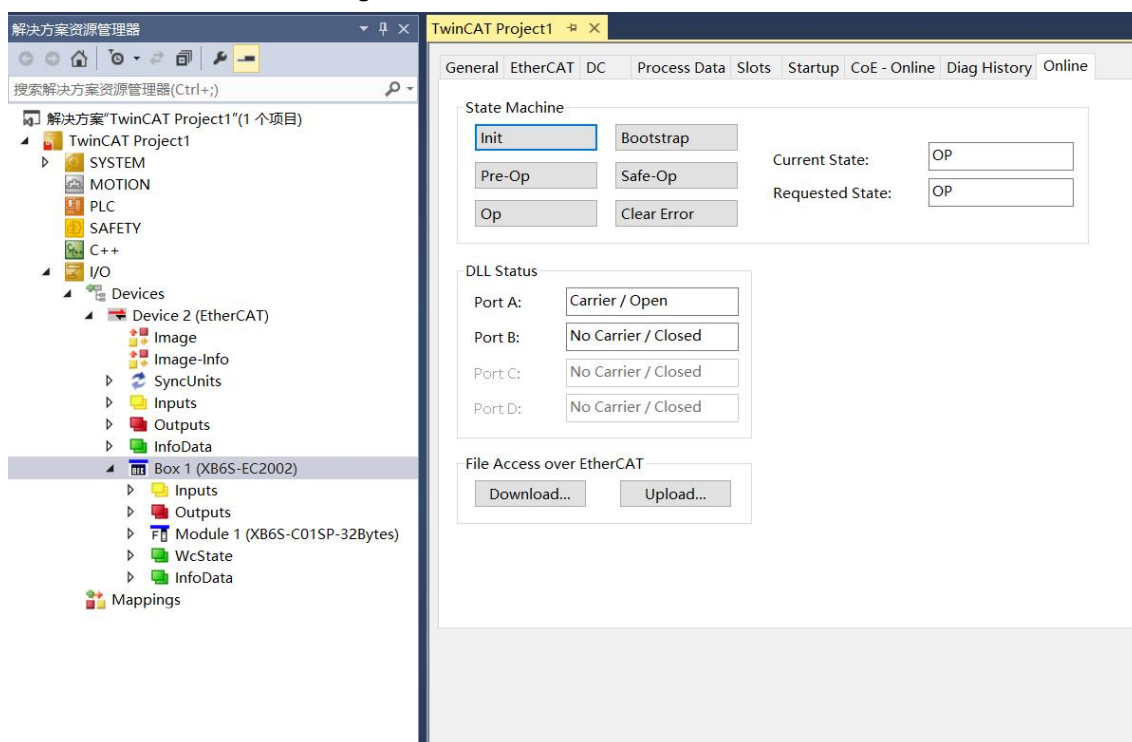 解决方案资源管理器
搜索解决方案资源管理器(Ctrl+;)
解决方案"TwinCAT Project1"(1 个项目)
TwinCAT Project1
SYSTEM
MOTION
PLC
SAFETY
C++
I/O
Devices
Device 2 (EtherCAT)
Image
Image-Info
SyncUnits
Inputs
Outputs
InfoData
Box 1 (XB6S-EC2002)
Inputs
Outputs
Module 1 (XB6S-C01SP-32Bytes)
WcState
InfoData
Mappings
TwinCAT Project1
General EtherCAT DC Process Data Slots Startup CoE - Online Diag History Online
State Machine
Init Bootstrap
Pre-Op Safe-Op
Op Clear Error
Current State: OP
Requested State: OP
DLL Status
Port A: Carrier / Open
Port B: No Carrier / Closed
Port C: No Carrier / Closed
Port D: No Carrier / Closed
File Access over EtherCAT
Download... Upload...